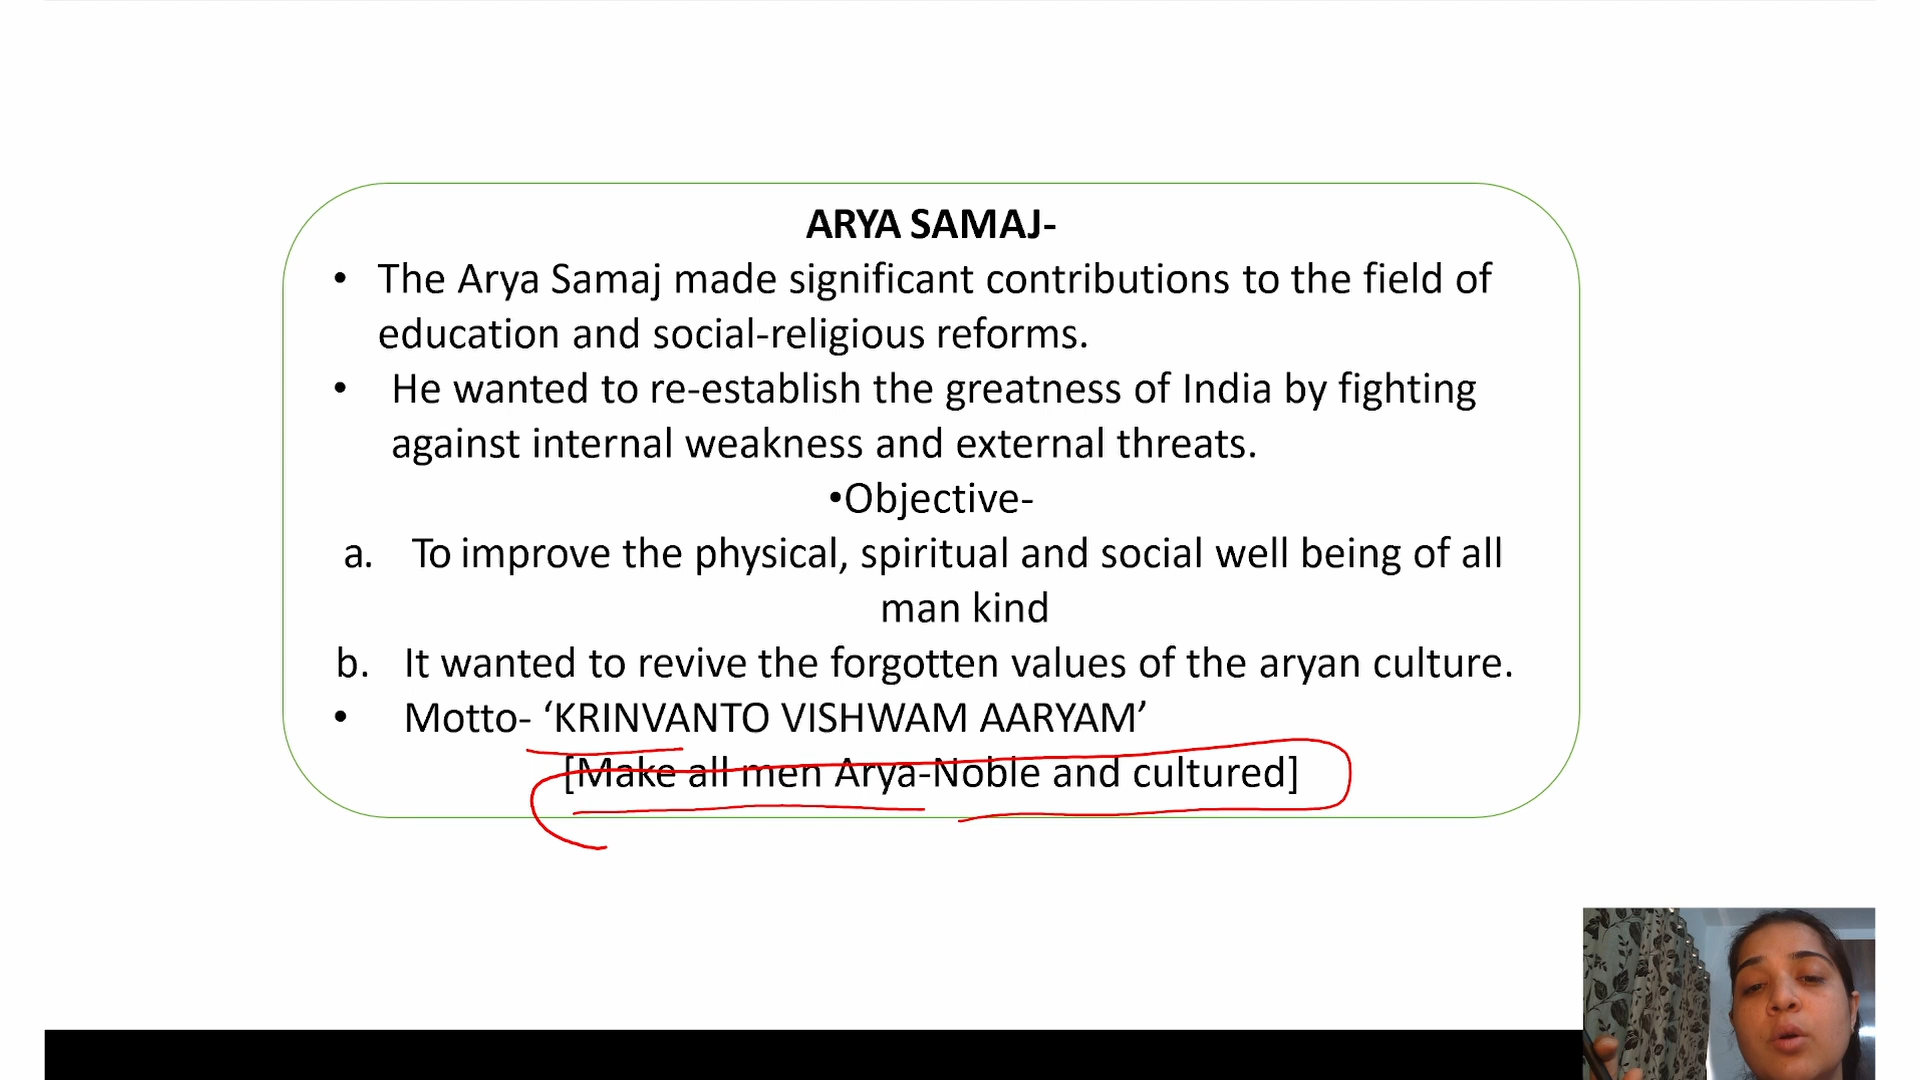 ARYA SAMAJ-
• The Arya Samaj made significant contributions to the field of
education and social-religious reforms.
• He wanted to re-establish the greatness of India by fighting
against internal weakness and external threats.
•Objective-
a. To improve the physical, spiritual and social well being of all
man kind
b. It wanted to revive the forgotten values of the aryan culture.
• Motto- ‘KRINVANTO VISHWAM AARYAM’
[Make all men Arya-Noble and cultured]